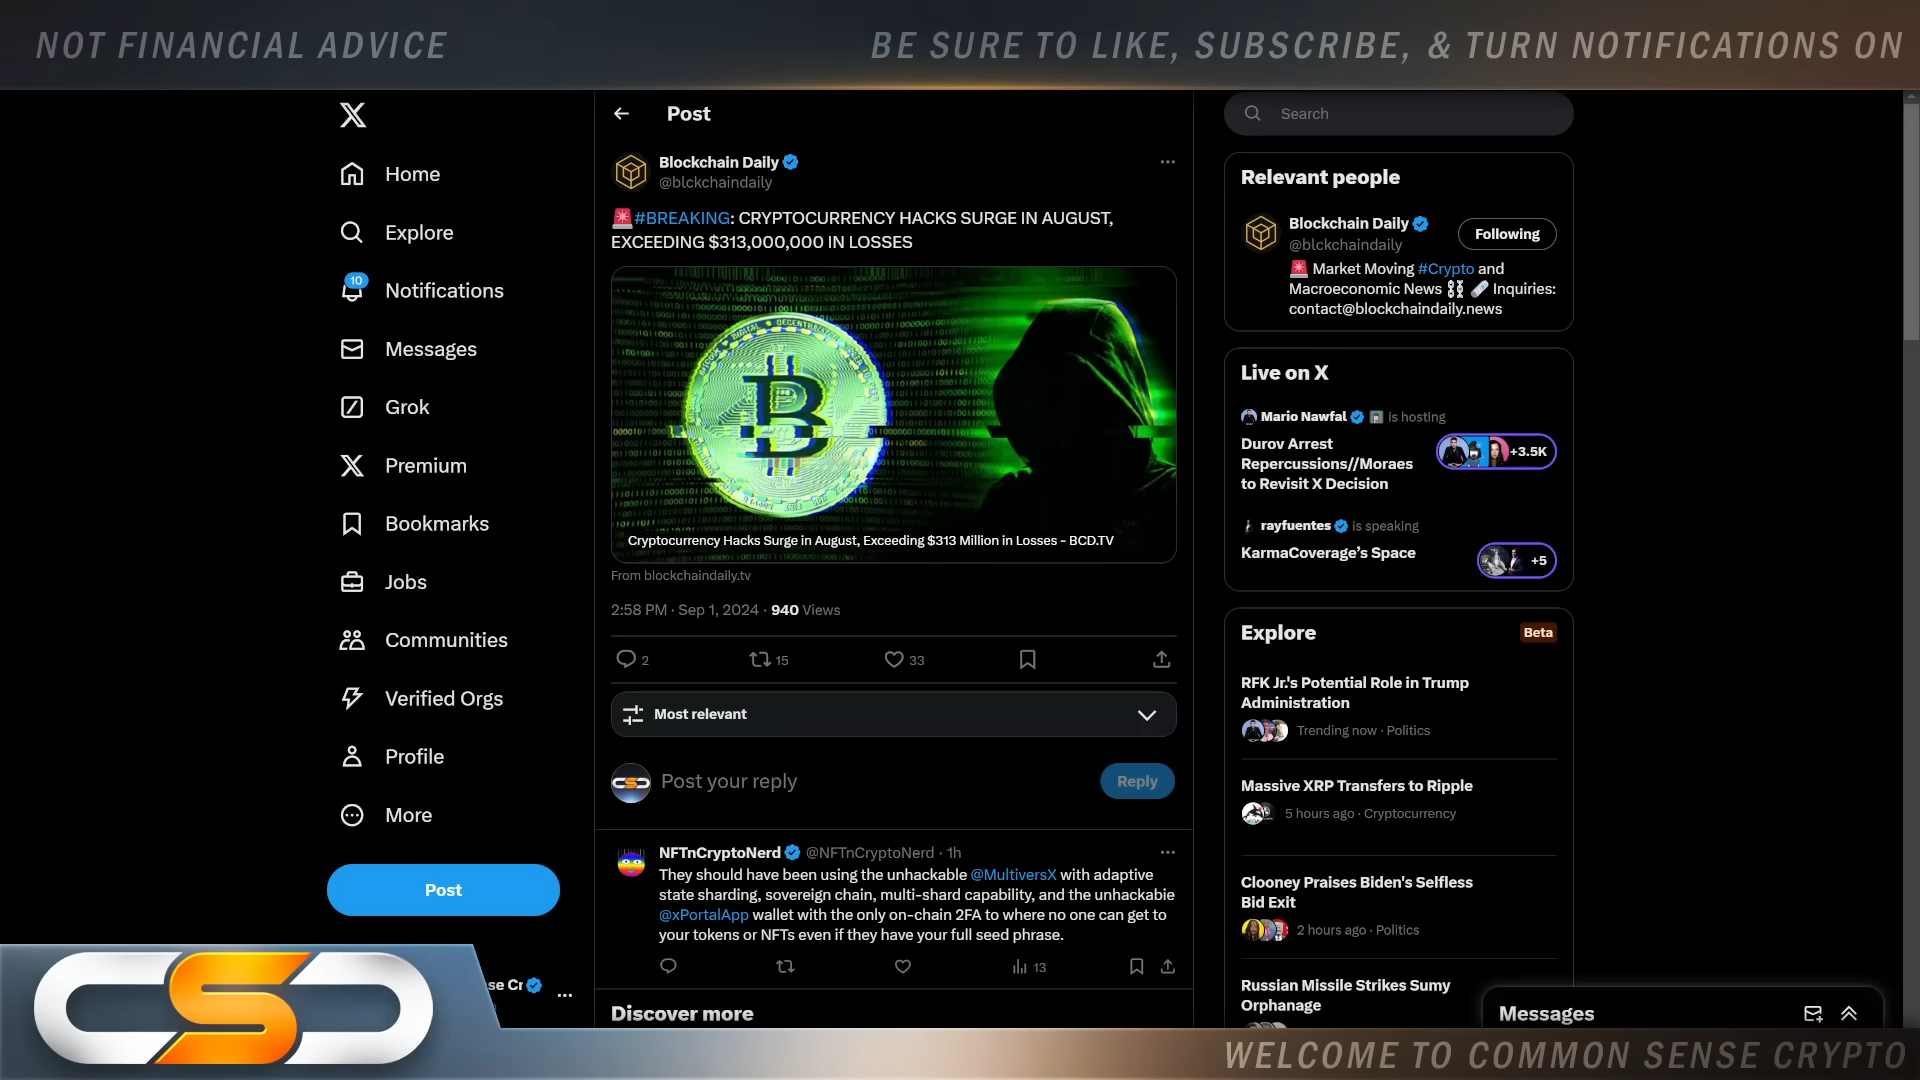 NOT FINANCIAL ADVICE
BE SURE TO LIKE, SUBSCRIBE, & TURN NOTIFICATIONS ON
Home
Explore
10
Notifications
Messages
Grok
Premium
Bookmarks
Jobs
Communities
Verified Orgs
Profile
More
Post
se Cr
Post
Blockchain Daily
@blckchaindaily
🚨#BREAKING: CRYPTOCURRENCY HACKS SURGE IN AUGUST,
EXCEEDING $313,000,000 IN LOSSES
Cryptocurrency Hacks Surge in August, Exceeding $313 Million in Losses - BCD.TV
From blockchaindaily.tv
2:58 PM · Sep 1, 2024 · 940 Views
2
15
33
Most relevant
Post your reply
Reply
NFTnCryptoNerd @NFTnCryptoNerd · 1h
They should have been using the unhackable @MultiversX with adaptive
state sharding, sovereign chain, multi-shard capability, and the unhackable
@xPortalApp wallet with the only on-chain 2FA to where no one can get to
your tokens or NFTs even if they have your full seed phrase.
13
Discover more
Search
Relevant people
Blockchain Daily
@blckchaindaily
Following
🚨 Market Moving #Crypto and
Macroeconomic News ⛓️ 🗞️ Inquiries:
contact@blockchaindaily.news
Live on X
Mario Nawfal is hosting
Durov Arrest
Repercussions//Moraes
to Revisit X Decision
+3.5K
rayfuentes is speaking
KarmaCoverage's Space
+5
Explore
Beta
RFK Jr.'s Potential Role in Trump
Administration
Trending now · Politics
Massive XRP Transfers to Ripple
5 hours ago · Cryptocurrency
Clooney Praises Biden's Selfless
Bid Exit
2 hours ago · Politics
Russian Missile Strikes Sumy
Orphanage
Messages
CSC
WELCOME TO COMMON SENSE CRYPTO